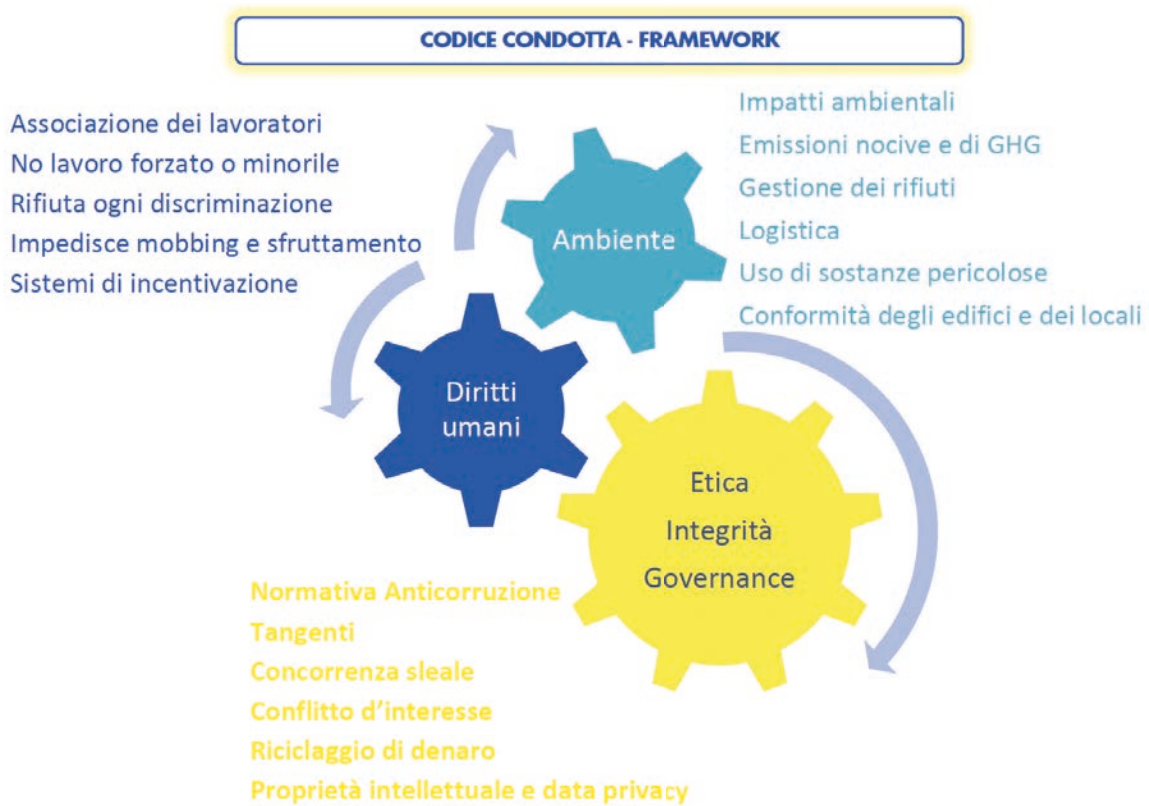 CODICE CONDOTTA - FRAMEWORK
Associazione dei lavoratori
No lavoro forzato o minorile
Rifiuta ogni discriminazione
Impedisce mobbing e sfruttamento
Sistemi di incentivazione
Impatti ambientali
Emissioni nocive e di GHG
Gestione dei rifiuti
Logistica
Uso di sostanze pericolose
Conformità degli edifici e dei locali
Ambiente
Diritti
umani
Etica
Integrità
Governance
Normativa Anticorruzione
Tangenti
Concorrenza sleale
Conflitto d’interesse
Riciclaggio di denaro
Proprietà intellettuale e data privacy